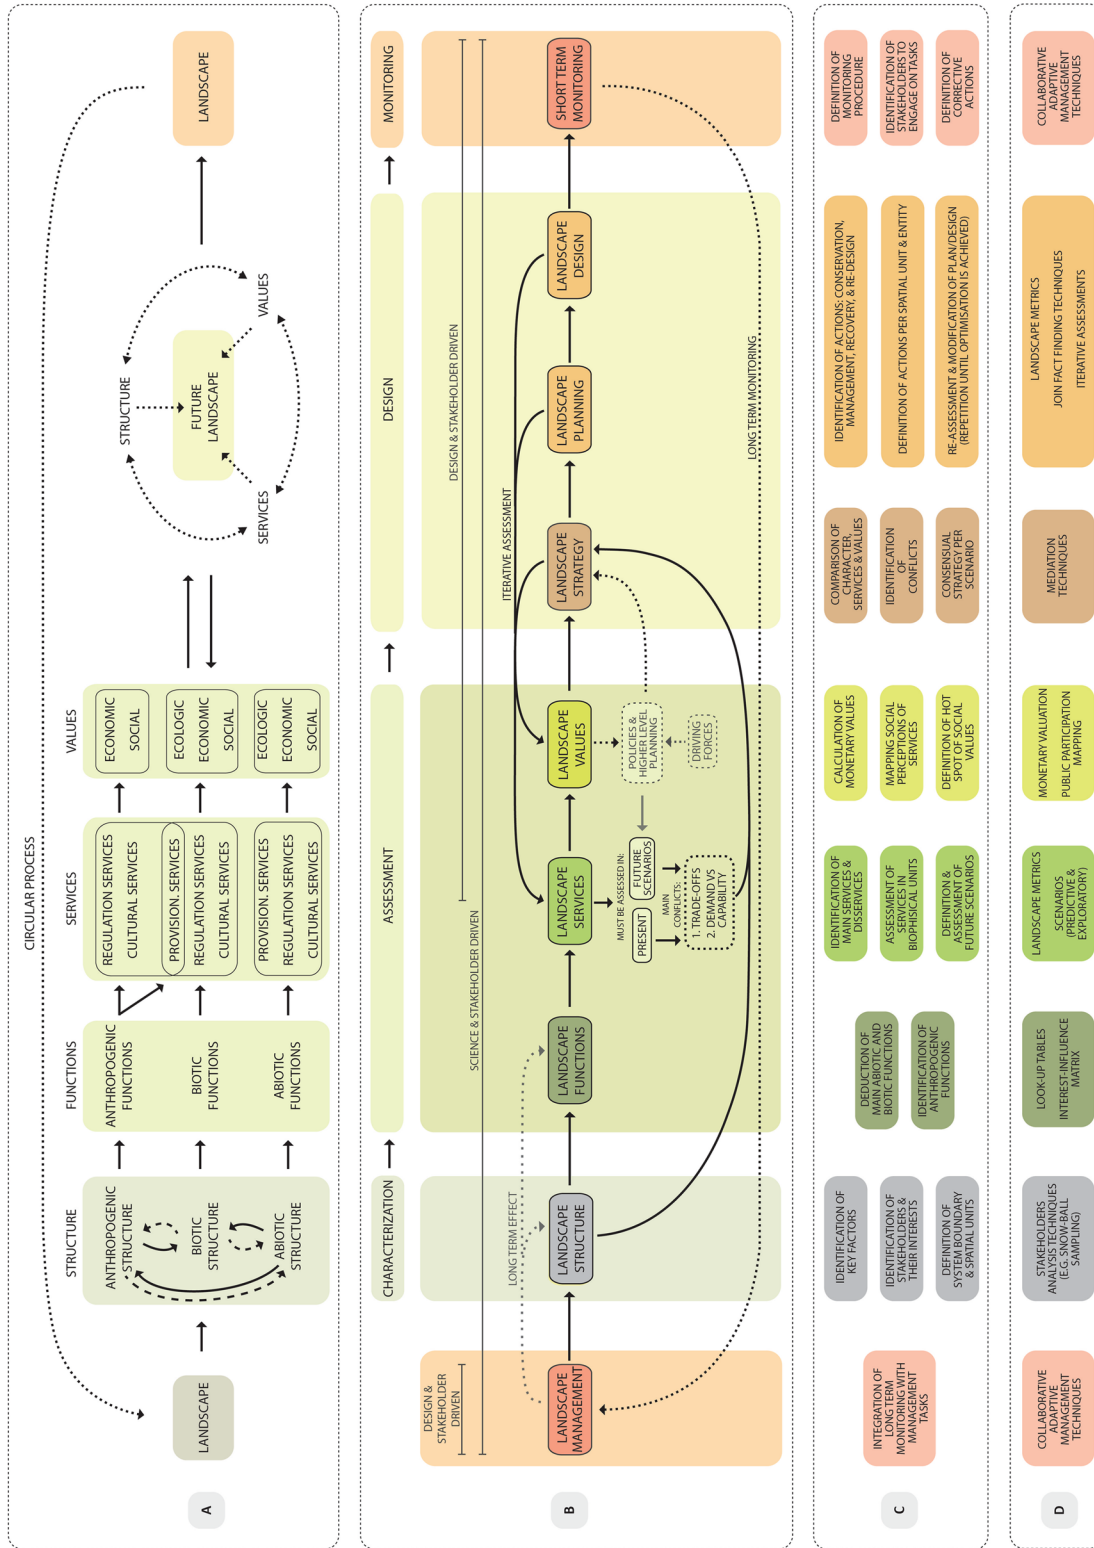 CIRCULAR PROCESS
STRUCTURE
FUNCTIONS
SERVICES
VALUES
A
LANDSCAPE
ANTHROPOGENIC
STRUCTURE
BIOTIC
STRUCTURE
ABIOTIC
STRUCTURE
ANTHROPOGENIC
FUNCTIONS
BIOTIC
FUNCTIONS
ABIOTIC
FUNCTIONS
REGULATION SERVICES
CULTURAL SERVICES
PROVISION. SERVICES
REGULATION SERVICES
CULTURAL SERVICES
PROVISION. SERVICES
REGULATION SERVICES
CULTURAL SERVICES
ECONOMIC
SOCIAL
ECOLOGIC
ECONOMIC
SOCIAL
ECOLOGIC
ECONOMIC
SOCIAL
STRUCTURE
SERVICES
VALUES
FUTURE
LANDSCAPE
LANDSCAPE
B
CHARACTERIZATION
ASSESSMENT
DESIGN
MONITORING
DESIGN &
STAKEHOLDER
DRIVEN
DESIGN & STAKEHOLDER DRIVEN
SCIENCE & STAKEHOLDER DRIVEN
LONG TERM EFFECT
ITERATIVE ASSESSMENT
LANDSCAPE
MANAGEMENT
LANDSCAPE
STRUCTURE
LANDSCAPE
FUNCTIONS
LANDSCAPE
SERVICES
LANDSCAPE
VALUES
LANDSCAPE
STRATEGY
LANDSCAPE
PLANNING
LANDSCAPE
DESIGN
SHORT TERM
MONITORING
MUST BE ASSESSED IN:
PRESENT
FUTURE
SCENARIOS
MAIN
CONFLICTS:
1. TRADE-OFFS
2. DEMAND VS
CAPABILITY
POLICIES &
HIGHER LEVEL
PLANNING
DRIVING
FORCES
LONG TERM MONITORING
C
INTEGRATION OF
LONG TERM
MONITORING WITH
MANAGEMENT
TASKS
IDENTIFICATION OF
KEY FACTORS
IDENTIFICATION OF
STAKEHOLDERS &
THEIR INTERESTS
DEFINITION OF
SYSTEM BOUNDARY
& SPATIAL UNITS
DEDUCTION OF
MAIN ABIOTIC AND
BIOTIC FUNCTIONS
IDENTIFICATION OF
ANTHROPOGENIC
FUNCTIONS
IDENTIFICATION OF
MAIN SERVICES &
DISSERVICES
ASSESSMENT OF
SERVICES IN
BIOPHISICAL UNITS
DEFINITION &
ASSESSMENT OF
FUTURE SCENARIOS
CALCULATION OF
MONETARY VALUES
MAPPING SOCIAL
PERCEPTIONS OF
SERVICES
DEFINITION OF HOT
SPOT OF SOCIAL
VALUES
COMPARISON OF
CHARACTER,
SERVICES & VALUES
IDENTIFICATION
OF
CONFLICTS
CONSENSUAL
STRATEGY PER
SCENARIO
IDENTIFICATION OF ACTIONS: CONSERVATION,
MANAGEMENT, RECOVERY, & RE-DESIGN
DEFINITION OF ACTIONS PER SPATIAL UNIT & ENTITY
RE-ASSESSMENT & MODIFICATION OF PLAN/DESIGN
(REPETITION UNTIL OPTIMISATION IS ACHIEVED)
DEFINITION OF
MONITORING
PROCEDURE
IDENTIFICATION OF
STAKEHOLDERS TO
ENGAGE ON TASKS
DEFINITION OF
CORRECTIVE
ACTIONS
D
COLLABORATIVE
ADAPTIVE
MANAGEMENT
TECHNIQUES
STAKEHOLDERS
ANALYSIS TECHNIQUES
(E.G. SNOW-BALL
SAMPLING)
LOOK-UP TABLES
INTEREST-INFLUENCE
MATRIX
LANDSCAPE METRICS
SCENARIOS
(PREDICTIVE &
EXPLORATORY)
MONETARY VALUATION
PUBLIC PARTICIPATION
MAPPING
MEDIATION
TECHNIQUES
LANDSCAPE METRICS
JOIN FACT FINDING TECHNIQUES
ITERATIVE ASSESSMENTS
COLLABORATIVE
ADAPTIVE
MANAGEMENT
TECHNIQUES